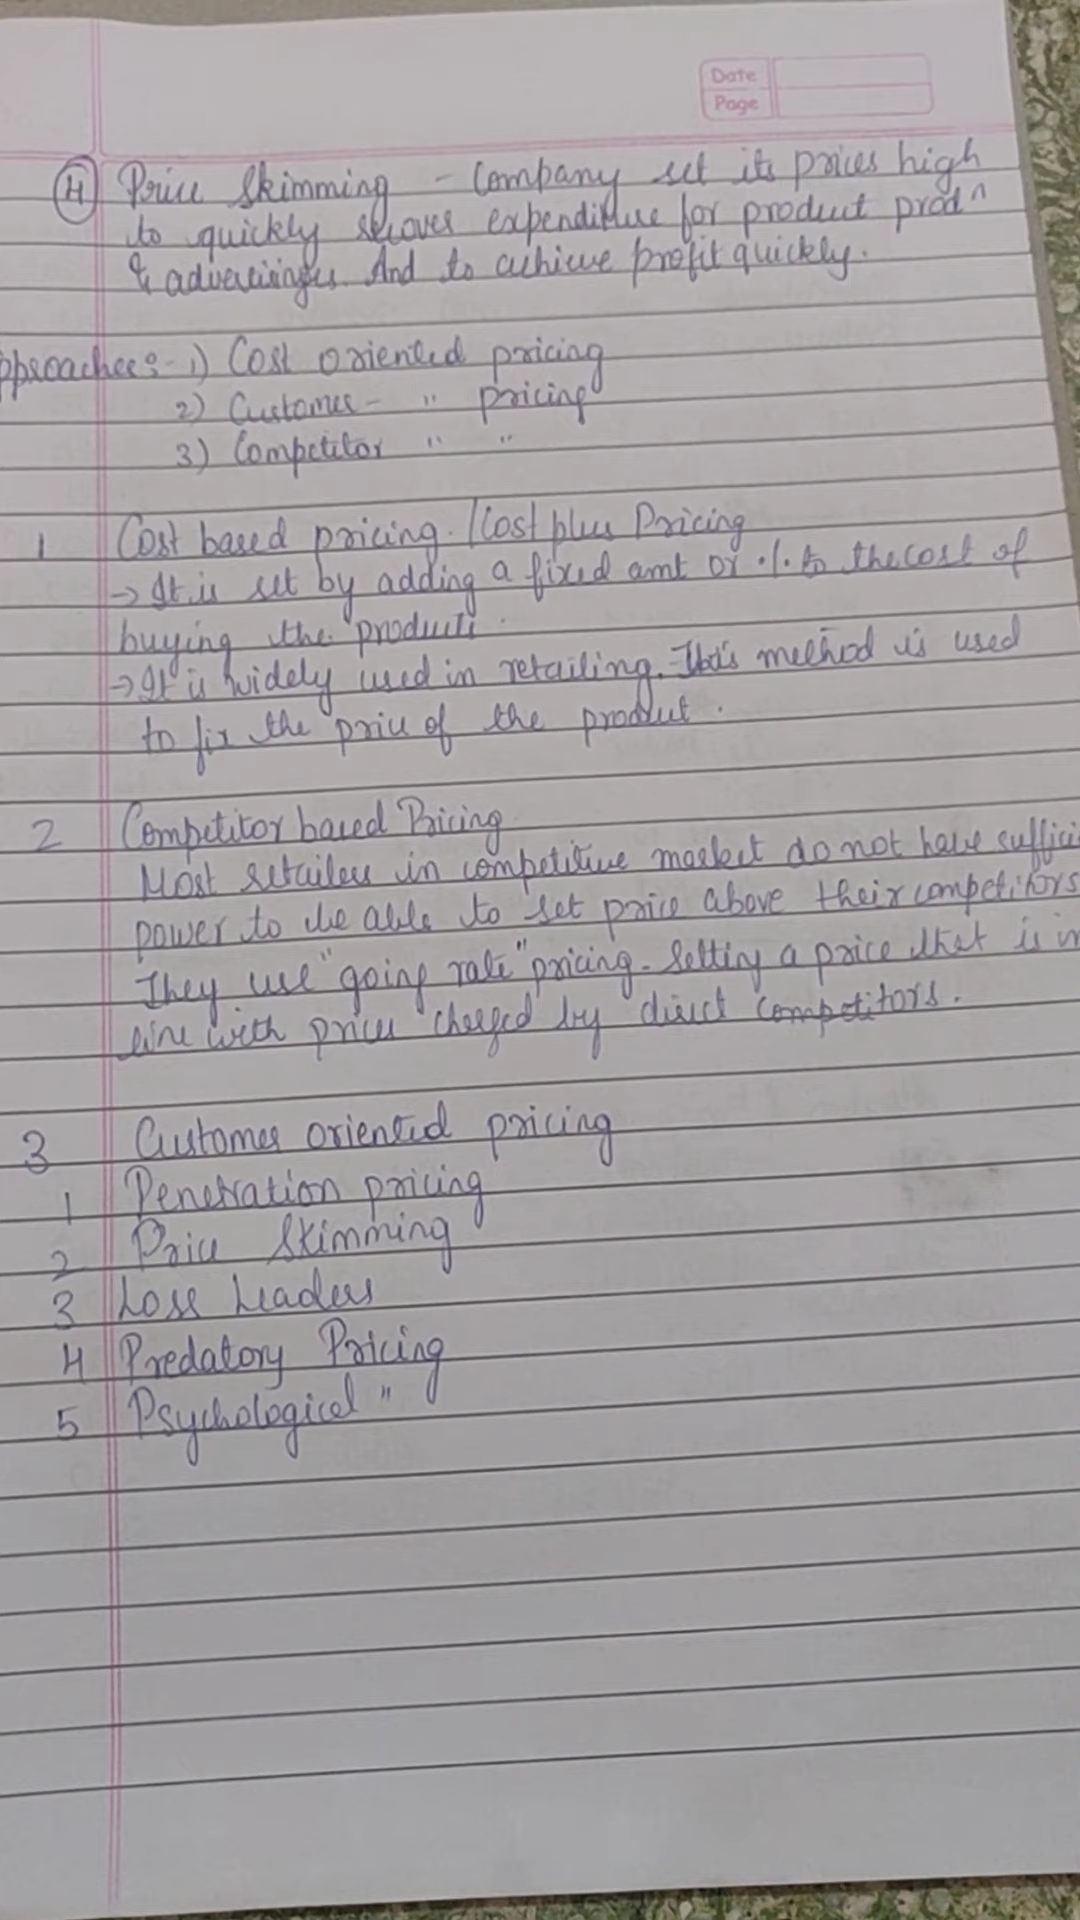 Date
Page
4 Price Skimming - Company set its prices high
to quickly recover expenditure for product prodn
& advertisinges. And to achieve profit quickly.
pproaches:- 1) Cost oriented pricing
2) Customer - " pricing
3) Competitor " "
1 Cost based pricing. / Cost plus Pricing
→ It is set by adding a fixed amt or % to the cost of
buying the product.
→ It is widely used in retailing. This method is used
to fix the price of the product.
2 Competitor based Pricing
Most retailers in competitive market do not have suffici
power to be able to set price above their competitors
They use "going rate" pricing - Setting a price that is in
line with prices charged by direct competitors.
3 Customer oriented pricing
1 Penetration pricing
2 Price Skimming
3 Loss Leaders
4 Predatory Pricing
5 Psychological "